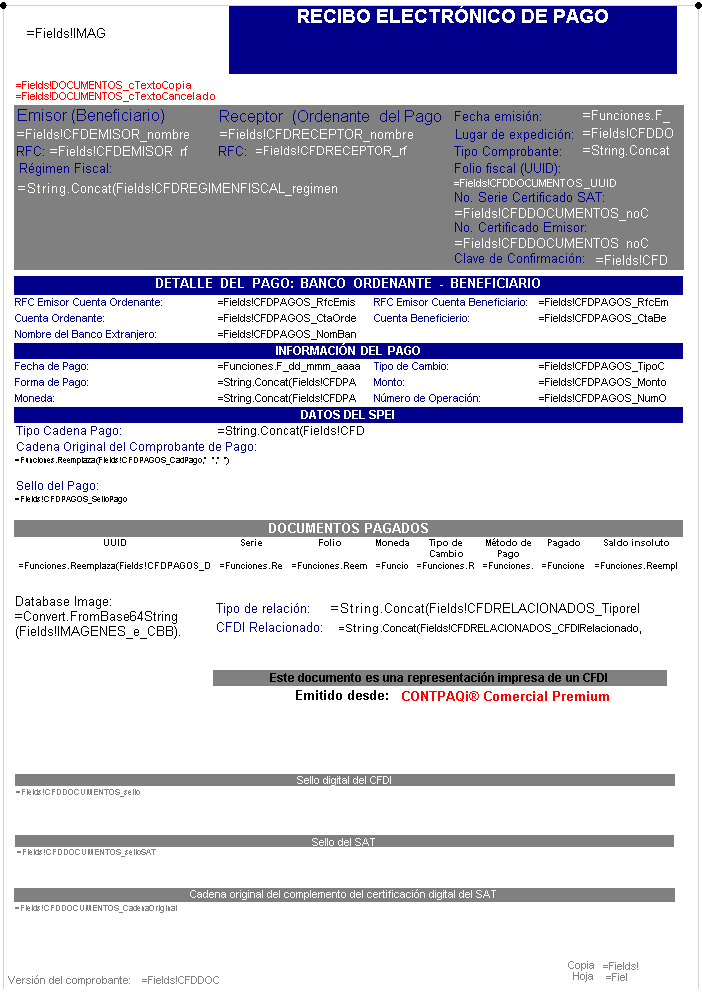 RECIBO ELECTRÓNICO DE PAGO
=Fields!IMAG
=Fields!DOCUMENTOS_cTextoCopia
=Fields!DOCUMENTOS_cTextoCancelado
Emisor (Beneficiario) Receptor (Ordenante del Pago Fecha emisión: =Funciones.F_
=Fields!CFDEMISOR_nombre =Fields!CFDRECEPTOR_nombre Lugar de expedición: =Fields!CFDDO
RFC: =Fields!CFDEMISOR_rf RFC: =Fields!CFDRECEPTOR_rf Tipo Comprobante: =String.Concat
Régimen Fiscal: Folio fiscal (UUID):
=String.Concat(Fields!CFDREGIMENFISCAL_regimen =Fields!CFDDOCUMENTOS_UUID
No. Serie Certificado SAT:
=Fields!CFDDOCUMENTOS_noC
No. Certificado Emisor:
=Fields!CFDDOCUMENTOS_noC
Clave de Confirmación: =Fields!CFD
DETALLE DEL PAGO: BANCO ORDENANTE - BENEFICIARIO
RFC Emisor Cuenta Ordenante: =Fields!CFDPAGOS_RfcEmis RFC Emisor Cuenta Beneficiario: =Fields!CFDPAGOS_RfcEm
Cuenta Ordenante: =Fields!CFDPAGOS_CtaOrde Cuenta Beneficierio: =Fields!CFDPAGOS_CtaBe
Nombre del Banco Extranjero: =Fields!CFDPAGOS_NomBan
INFORMACIÓN DEL PAGO
Fecha de Pago: =Funciones.F_dd_mmm_aaaa Tipo de Cambio: =Fields!CFDPAGOS_TipoC
Forma de Pago: =String.Concat(Fields!CFDPA Monto: =Fields!CFDPAGOS_Monto
Moneda: =String.Concat(Fields!CFDPA Número de Operación: =Fields!CFDPAGOS_NumO
DATOS DEL SPEI
Tipo Cadena Pago: =String.Concat(Fields!CFD
Cadena Original del Comprobante de Pago:
=Funciones.Reemplaza(Fields!CFDPAGOS_CadPago," "," ")
Sello del Pago:
=Fields!CFDPAGOS_SelloPago
DOCUMENTOS PAGADOS
UUID Serie Folio Moneda Tipo de Cambio Método de Pago Pagado Saldo insoluto
=Funciones.Reemplaza(Fields!CFDPAGOS_D =Funciones.Re =Funciones.Reem =Funcio =Funciones.R =Funciones. =Funcione =Funciones.Reempl
Database Image:
=Convert.FromBase64String
(Fields!IMAGENES_e_CBB).
Tipo de relación: =String.Concat(Fields!CFDRELACIONADOS_Tiporel
CFDI Relacionado: =String.Concat(Fields!CFDRELACIONADOS_CFDIRelacionado,
Este documento es una representación impresa de un CFDI
Emitido desde: CONTPAQi® Comercial Premium
Sello digital del CFDI
=Fields!CFDDOCUMENTOS_sello
Sello del SAT
=Fields!CFDDOCUMENTOS_selloSAT
Cadena original del complemento del certificación digital del SAT
=Fields!CFDDOCUMENTOS_CadenaOriginal
Copia =Fields!
Hoja =Fiel
Versión del comprobante: =Fields!CFDDOC